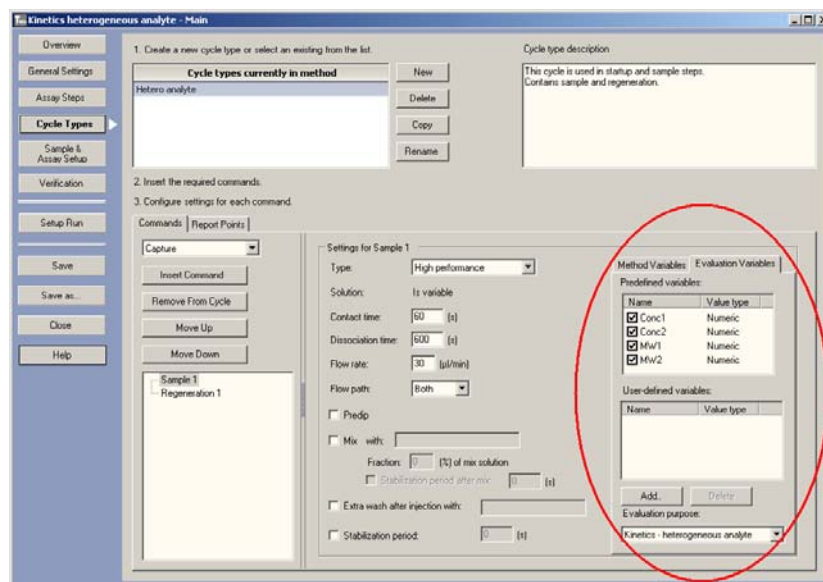 Kinetics heterogeneous analyte - Main
Overview
General Settings
Assay Steps
Cycle Types
Sample &
Assay Setup
Verification
Setup Run
Save
Save as...
Close
Help
1. Create a new cycle type or select an existing from the list.
Cycle types currently in method
Hetero analyte
New
Delete
Copy
Rename
Cycle type description
This cycle is used in startup and sample steps.
Contains sample and regeneration.
2. Insert the required commands.
3. Configure settings for each command.
Commands Report Points
Capture
Insert Command
Remove From Cycle
Move Up
Move Down
Sample 1
Regeneration 1
Settings for Sample 1
Type: High performance
Solution: Is variable
Contact time: 60 (s)
Dissociation time: 600 (s)
Flow rate: 30 (µl/min)
Flow path: Both
Predip
Mix with:
Fraction: 0 (%) of mix solution
Stabilization period after mix: 0 (s)
Extra wash after injection with:
Stabilization period: 0 (s)
Method Variables Evaluation Variables
Predefined variables:
Name Value type
Conc1 Numeric
Conc2 Numeric
MW1 Numeric
MW2 Numeric
User-defined variables:
Name Value type
Add.. Delete
Evaluation purpose:
Kinetics - heterogeneous analyte